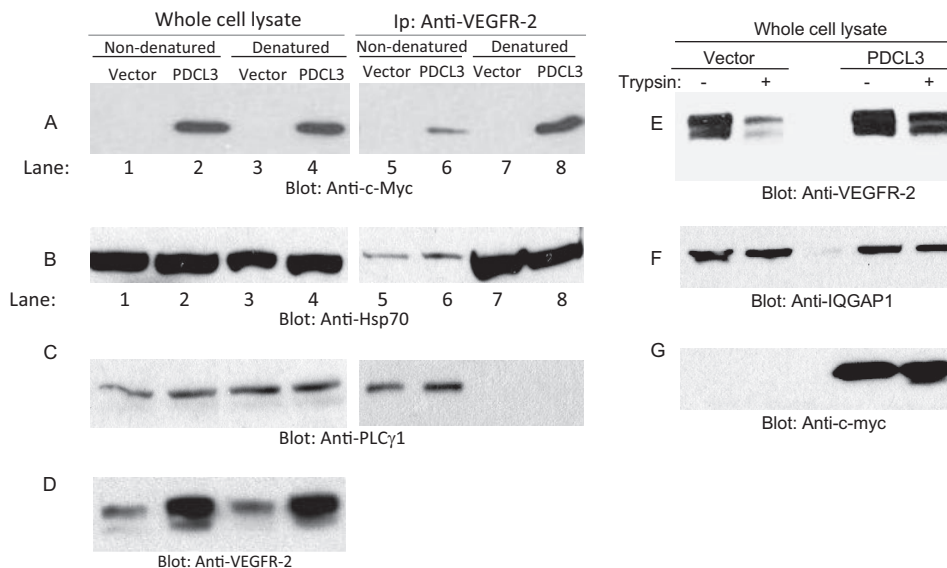 Whole cell lysate
Ip: Anti-VEGFR-2
Non-denatured Denatured Non-denatured Denatured
Vector PDCL3 Vector PDCL3 Vector PDCL3 Vector PDCL3
A
Lane: 1 2 3 4 5 6 7 8
Blot: Anti-c-Myc
B
Lane: 1 2 3 4 5 6 7 8
Blot: Anti-Hsp70
C
Blot: Anti-PLCγ1
D
Blot: Anti-VEGFR-2
Whole cell lysate
Vector PDCL3
Trypsin: - + - +
E
Blot: Anti-VEGFR-2
F
Blot: Anti-IQGAP1
G
Blot: Anti-c-myc